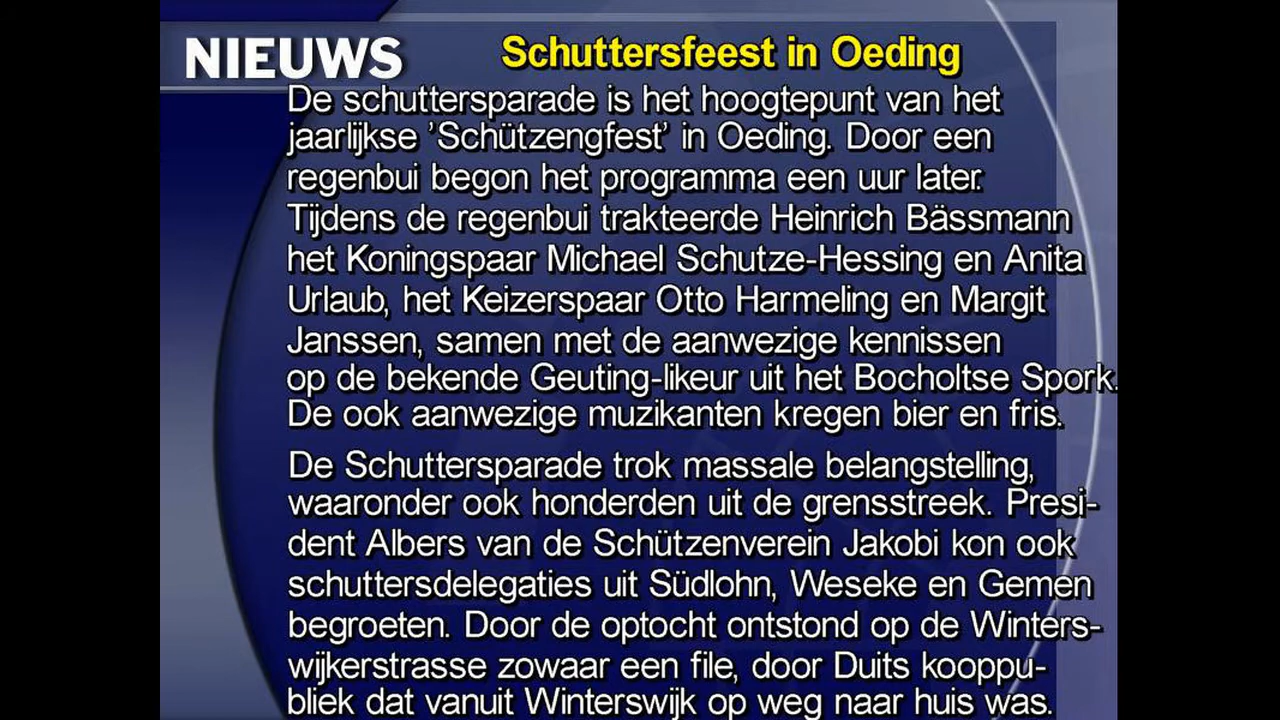 NIEUWS
Schuttersfeest in Oeding
De schuttersparade is het hoogtepunt van het
jaarlijkse 'Schützengfest' in Oeding. Door een
regenbui begon het programma een uur later.
Tijdens de regenbui trakteerde Heinrich Bässmann
het Koningspaar Michael Schutze-Hessing en Anita
Urlaub, het Keizerspaar Otto Harmeling en Margit
Janssen, samen met de aanwezige kennissen
op de bekende Geuting-likeur uit het Bocholtse Spork.
De ook aanwezige muzikanten kregen bier en fris.
De Schuttersparade trok massale belangstelling,
waaronder ook honderden uit de grensstreek. Presi-
dent Albers van de Schützenverein Jakobi kon ook
schuttersdelegaties uit Südlohn, Weseke en Gemen
begroeten. Door de optocht ontstond op de Winters-
wijkerstrasse zowaar een file, door Duits kooppu-
bliek dat vanuit Winterswijk op weg naar huis was.